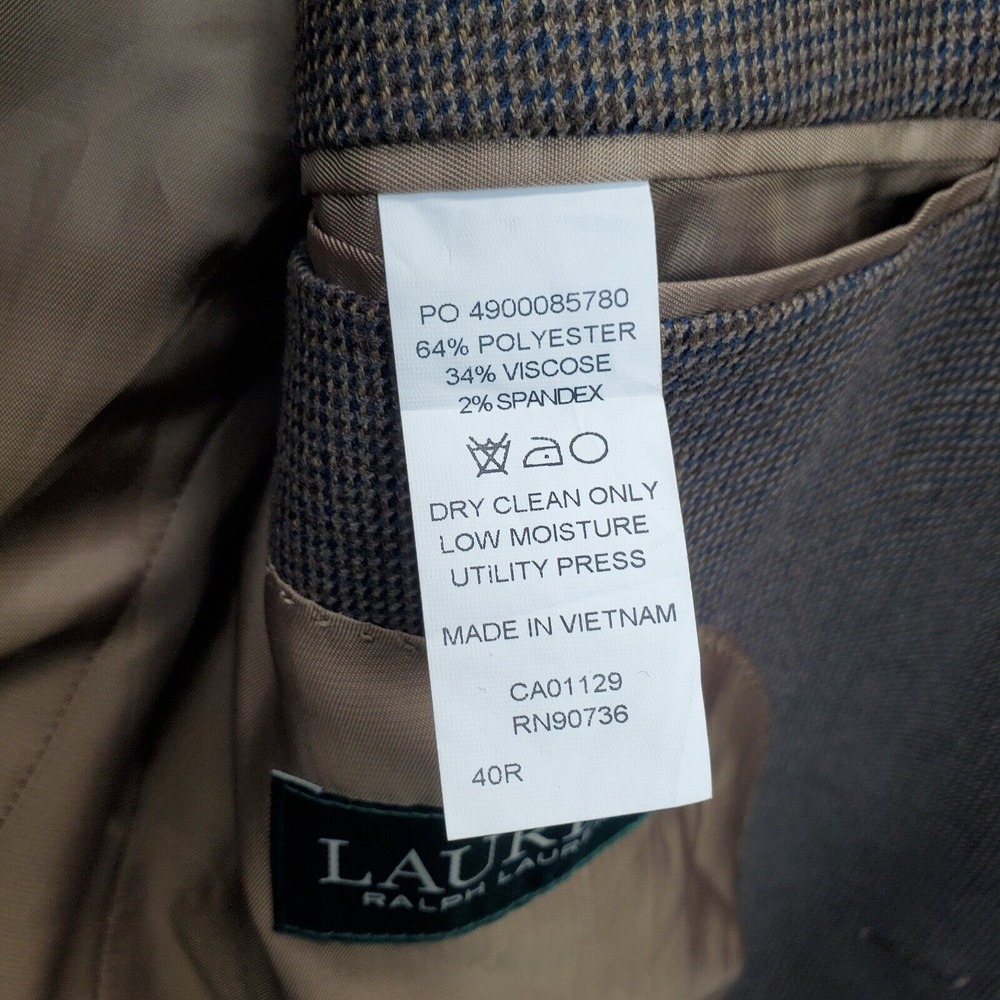 PO 4900085780
64% POLYESTER
34% VISCOSE
2% SPANDEX
DRY CLEAN ONLY
LOW MOISTURE
UTILITY PRESS
MADE IN VIETNAM
CA01129
RN90736
40R
RALPH